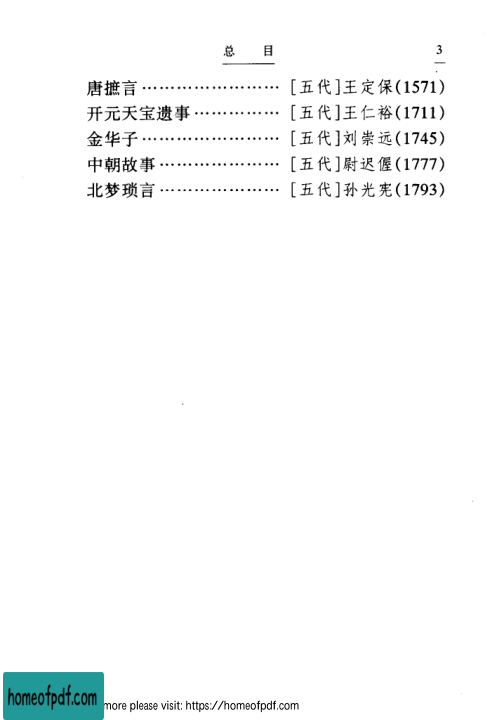 总 目 3
唐摭言…………………… [五代]王定保(1571)
开元天宝遗事…………… [五代]王仁裕(1711)
金华子…………………… [五代]刘崇远(1745)
中朝故事………………… [五代]尉迟偓(1777)
北梦琐言………………… [五代]孙光宪(1793)
homeofpdf.com more please visit: https://homeofpdf.com